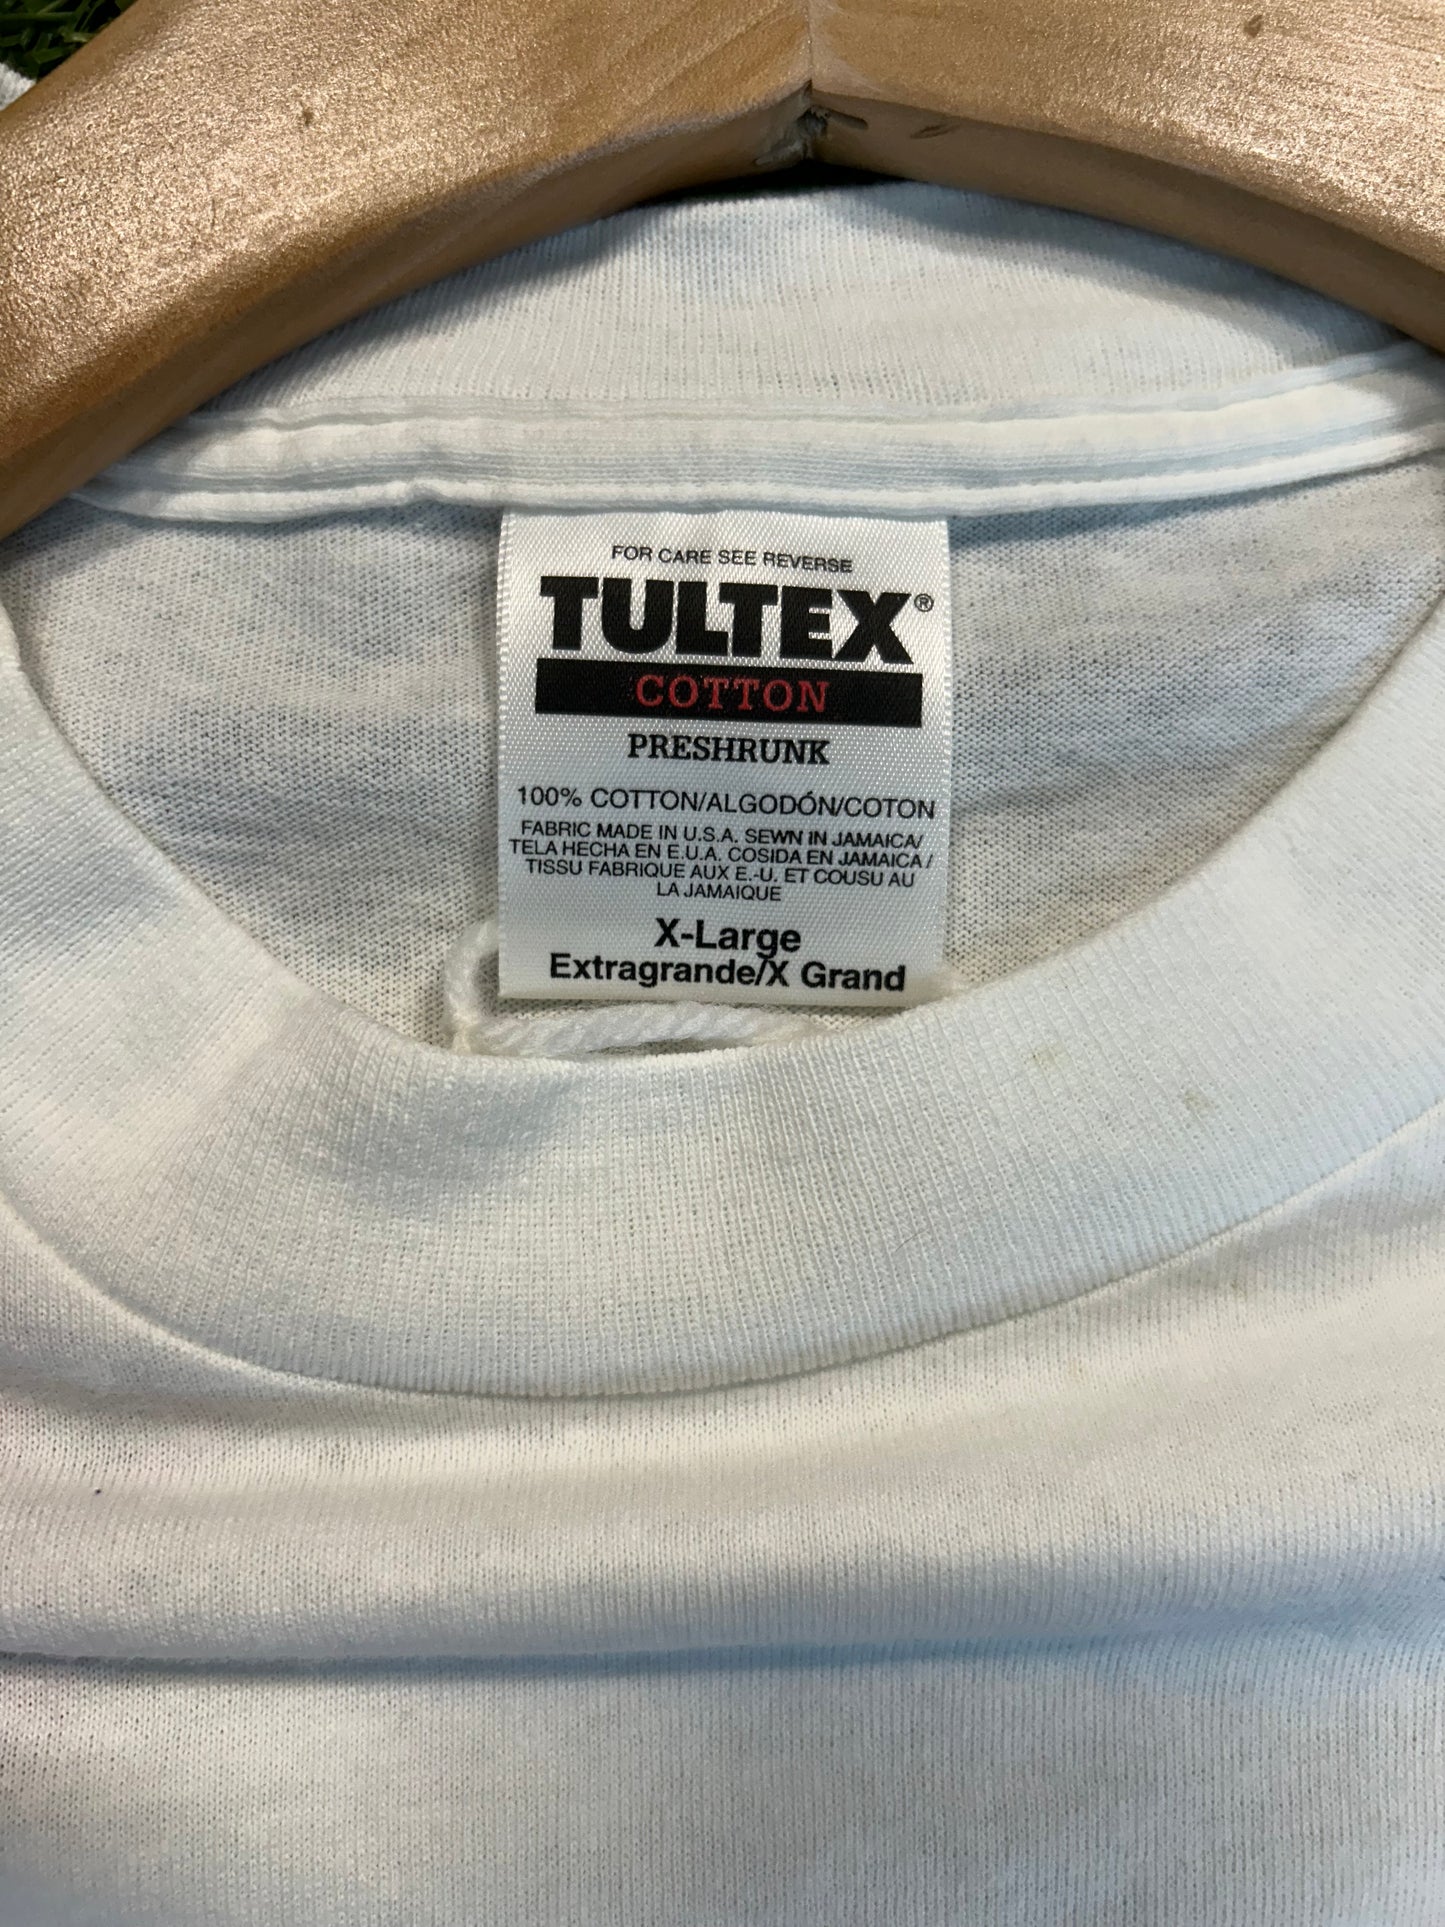 FOR CARE SEE REVERSE
TULTEX®
COTTON
PRESHRUNK
100% COTTON/ALGODÓN/COTON
FABRIC MADE IN U.S.A. SEWN IN JAMAICA/
TELA HECHA EN E.U.A. COSIDA EN JAMAICA /
TISSU FABRIQUE AUX E.-U. ET COUSU AU
LA JAMAIQUE
X-Large
Extragrande/X Grand